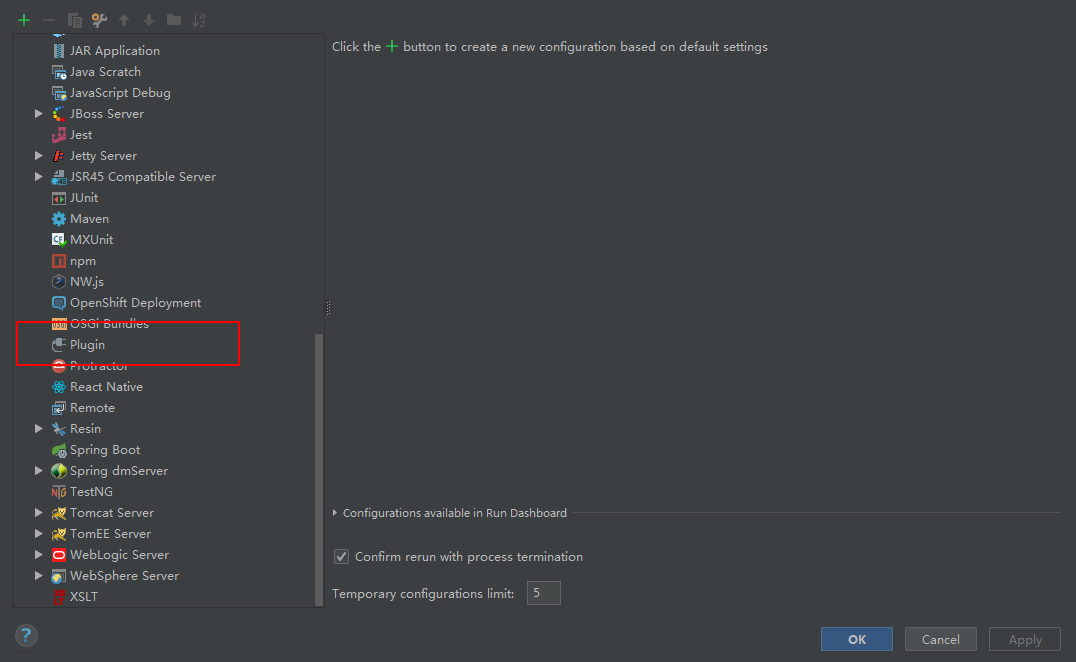 Click the + button to create a new configuration based on default settings
JAR Application
Java Scratch
JavaScript Debug
JBoss Server
Jest
Jetty Server
JSR45 Compatible Server
JUnit
Maven
MXUnit
npm
NW.js
OpenShift Deployment
OSGi Bundles
Plugin
Protractor
React Native
Remote
Resin
Spring Boot
Spring dmServer
TestNG
Tomcat Server
TomEE Server
WebLogic Server
WebSphere Server
XSLT
Configurations available in Run Dashboard
Confirm rerun with process termination
Temporary configurations limit: 5
?
OK Cancel Apply